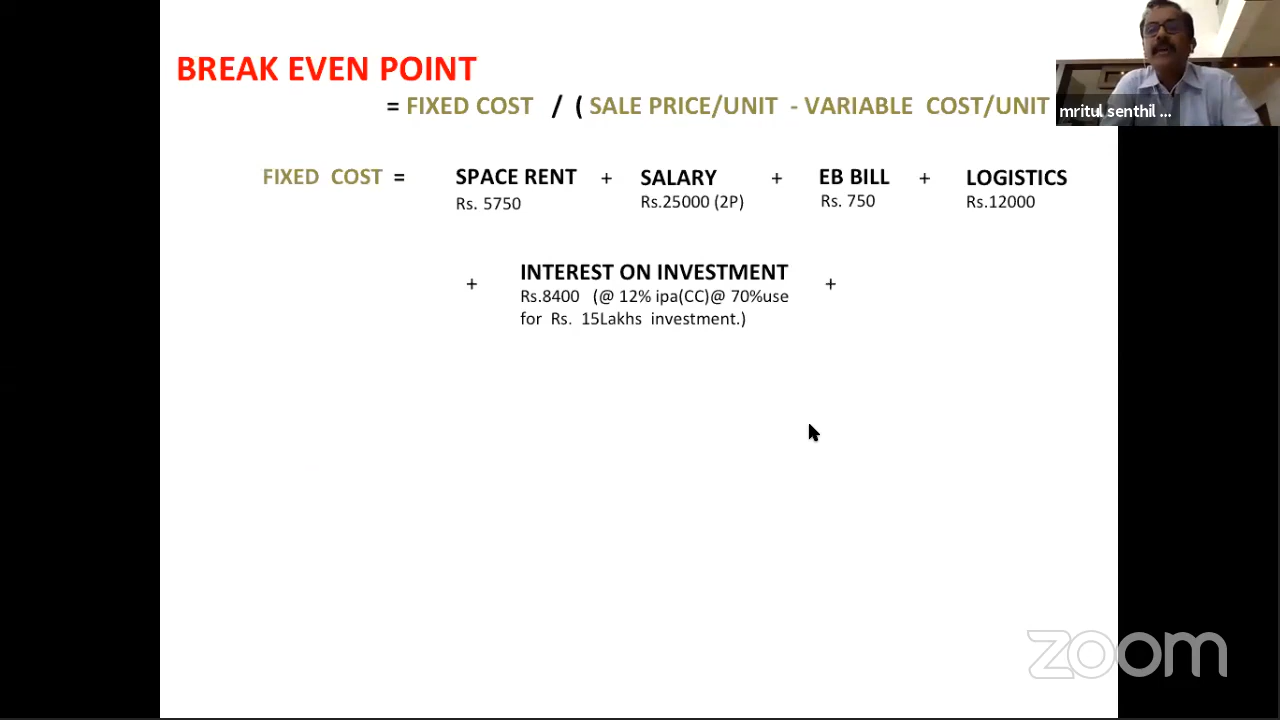 BREAK EVEN POINT
= FIXED COST / ( SALE PRICE/UNIT - VARIABLE COST/UNIT
mritul senthil ...
FIXED COST = SPACE RENT + SALARY + EB BILL + LOGISTICS
Rs. 5750 Rs.25000 (2P) Rs. 750 Rs.12000
+ INTEREST ON INVESTMENT +
Rs.8400 (@ 12% ipa(CC)@ 70%use
for Rs. 15Lakhs investment.)
zoom